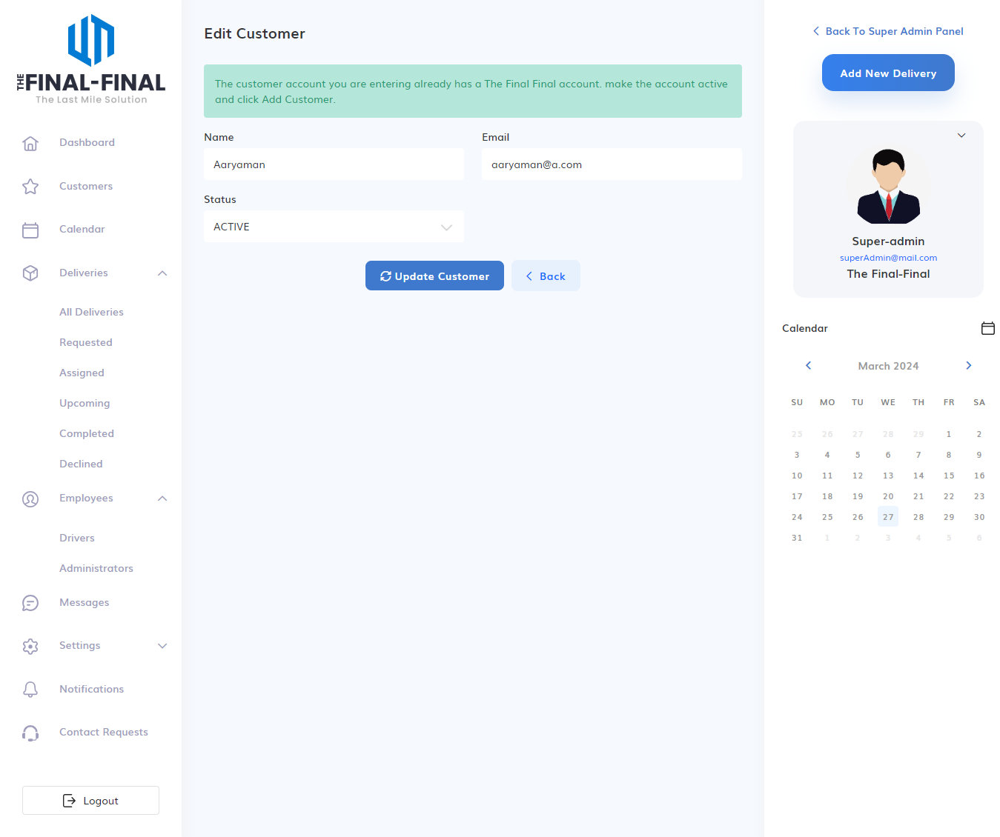 THE FINAL-FINAL
The Last Mile Solution
Dashboard
Customers
Calendar
Deliveries
All Deliveries
Requested
Assigned
Upcoming
Completed
Declined
Employees
Drivers
Administrators
Messages
Settings
Notifications
Contact Requests
Logout
Edit Customer
The customer account you are entering already has a The Final Final account. make the account active
and click Add Customer.
Name
Email
Aaryaman
aaryaman@a.com
Status
ACTIVE
Update Customer
Back
Back To Super Admin Panel
Add New Delivery
Super-admin
superAdmin@mail.com
The Final-Final
Calendar
March 2024
SU MO TU WE TH FR SA
25 26 27 28 29 1 2
3 4 5 6 7 8 9
10 11 12 13 14 15 16
17 18 19 20 21 22 23
24 25 26 27 28 29 30
31 1 2 3 4 5 6